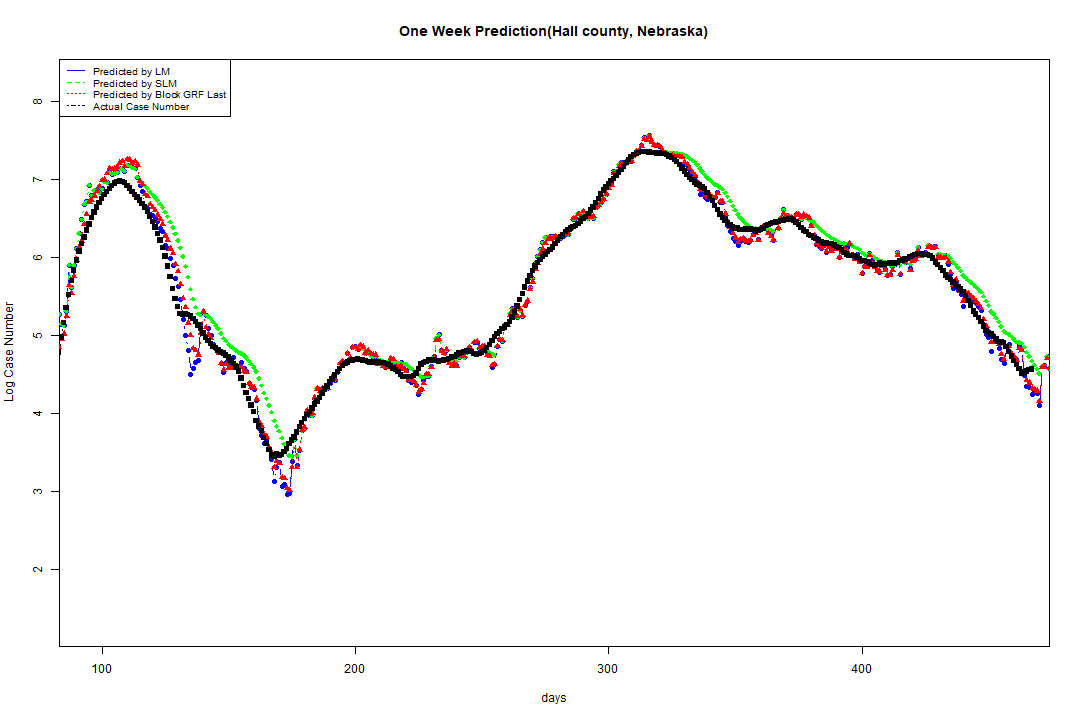 One Week Prediction(Hall county, Nebraska)
Predicted by LM
Predicted by SLM
Predicted by Block GRF Last
Actual Case Number
8
7
6
5
4
3
2
Log Case Number
100 200 300 400
days